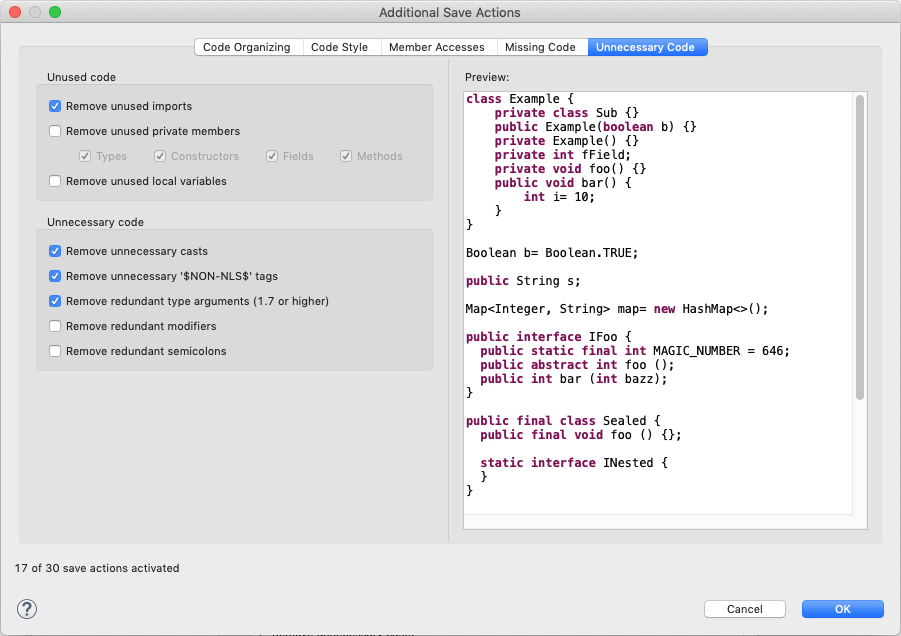 Additional Save Actions
Code Organizing Code Style Member Accesses Missing Code Unnecessary Code
Unused code
Remove unused imports
Remove unused private members
Types Constructors Fields Methods
Remove unused local variables
Unnecessary code
Remove unnecessary casts
Remove unnecessary '$NON-NLS$' tags
Remove redundant type arguments (1.7 or higher)
Remove redundant modifiers
Remove redundant semicolons
Preview:
class Example {
    private class Sub {}
    public Example(boolean b) {}
    private Example() {}
    private int fField;
    private void foo() {}
    public void bar() {
        int i= 10;
    }
}

Boolean b= Boolean.TRUE;

public String s;

Map<Integer, String> map= new HashMap<>();

public interface IFoo {
  public static final int MAGIC_NUMBER = 646;
  public abstract int foo ();
  public int bar (int bazz);
}

public final class Sealed {
  public final void foo () {};

  static interface INested {
  }
}
17 of 30 save actions activated
?
Cancel OK